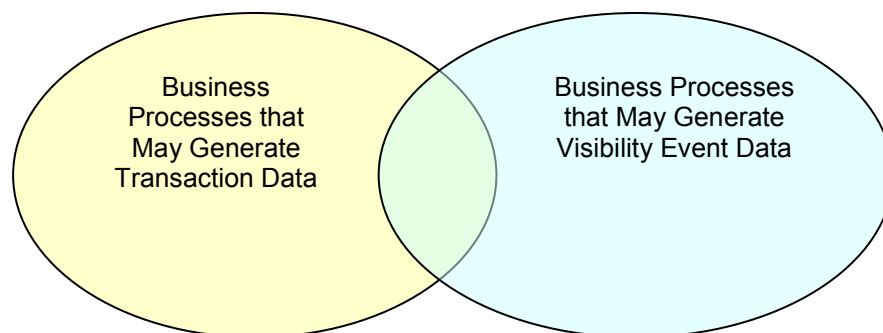 Business
Processes that
May Generate
Transaction Data
Business Processes
that May Generate
Visibility Event Data